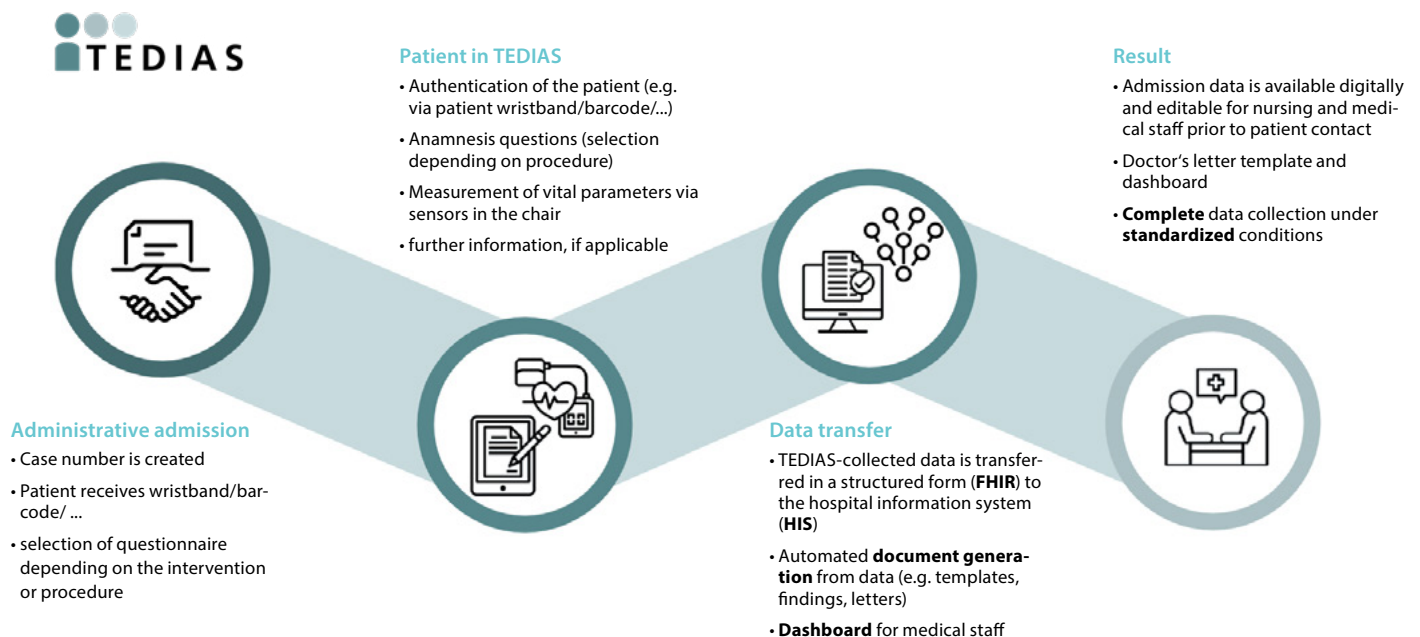 TEDIAS
Patient in TEDIAS
• Authentication of the patient (e.g.
via patient wristband/barcode/...)
• Anamnesis questions (selection
depending on procedure)
• Measurement of vital parameters via
sensors in the chair
• further information, if applicable
Result
• Admission data is available digitally
and editable for nursing and medi-
cal staff prior to patient contact
• Doctor‘s letter template and
dashboard
• Complete data collection under
standardized conditions
Administrative admission
• Case number is created
• Patient receives wristband/bar-
code/ ...
• selection of questionnaire
depending on the intervention
or procedure
Data transfer
• TEDIAS-collected data is transfer-
red in a structured form (FHIR) to
the hospital information system
(HIS)
• Automated document genera-
tion from data (e.g. templates,
findings, letters)
• Dashboard for medical staff